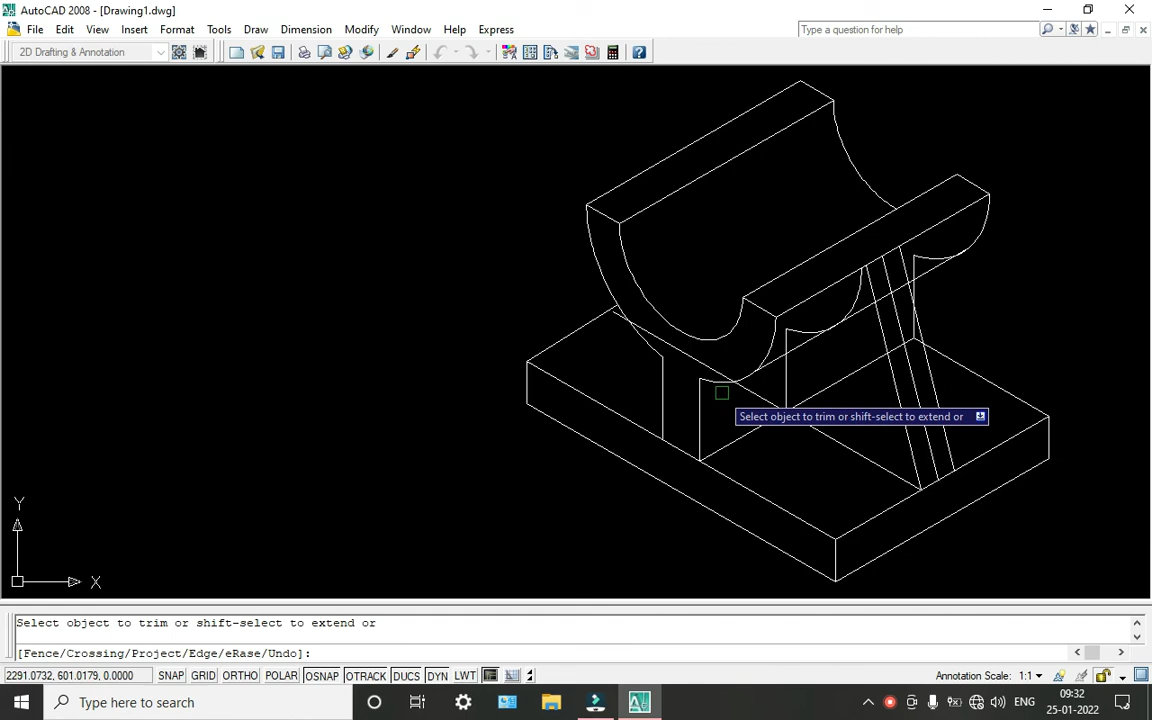 AutoCAD 2008 - [Drawing1.dwg]
File Edit View Insert Format Tools Draw Dimension Modify Window Help Express
Type a question for help
2D Drafting & Annotation
Select object to trim or shift-select to extend or
Y
X
Select object to trim or shift-select to extend or
[Fence/Crossing/Project/Edge/eRase/Undo]:
2291.0732, 601.0179, 0.0000 SNAP GRID ORTHO POLAR OSNAP OTRACK DUCS DYN LWT Annotation Scale: 1:1
Type here to search
ENG
09:32
25-01-2022